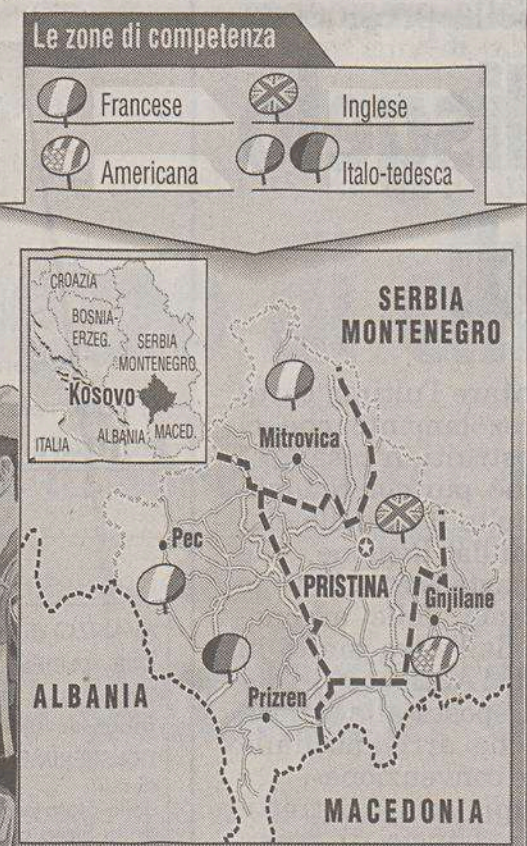 Le zone di competenza
Francese
Inglese
Americana
Italo-tedesca
CROAZIA
BOSNIA-
ERZEG.
SERBIA
MONTENEGRO
Kosovo
ITALIA
ALBANIA
MACED.
SERBIA
MONTENEGRO
Mitrovica
Pec
PRISTINA
Gnjilane
ALBANIA
Prizren
MACEDONIA